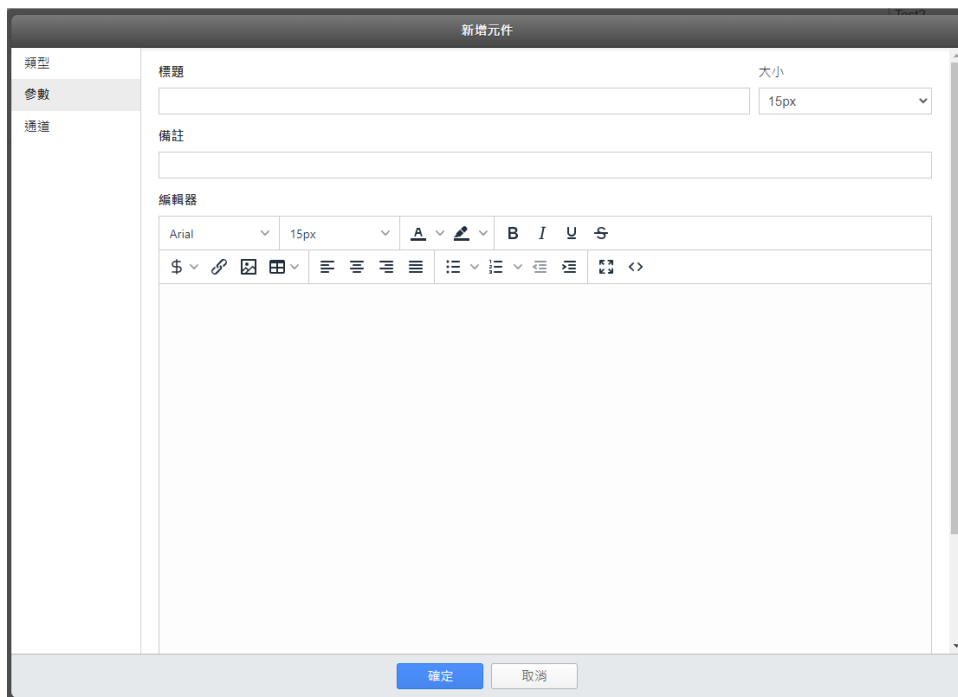 Test2
新增元件
類型
參數
通道
標題
大小
15px
備註
編輯器
Arial
15px
A
B I U S
$
確定
取消